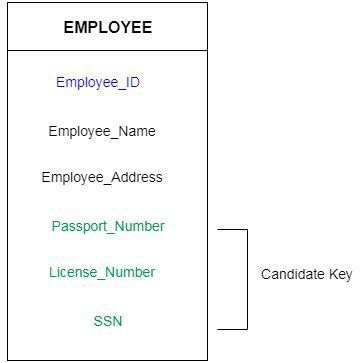 EMPLOYEE
Employee_ID
Employee_Name
Employee_Address
Passport_Number
License_Number
SSN
Candidate Key